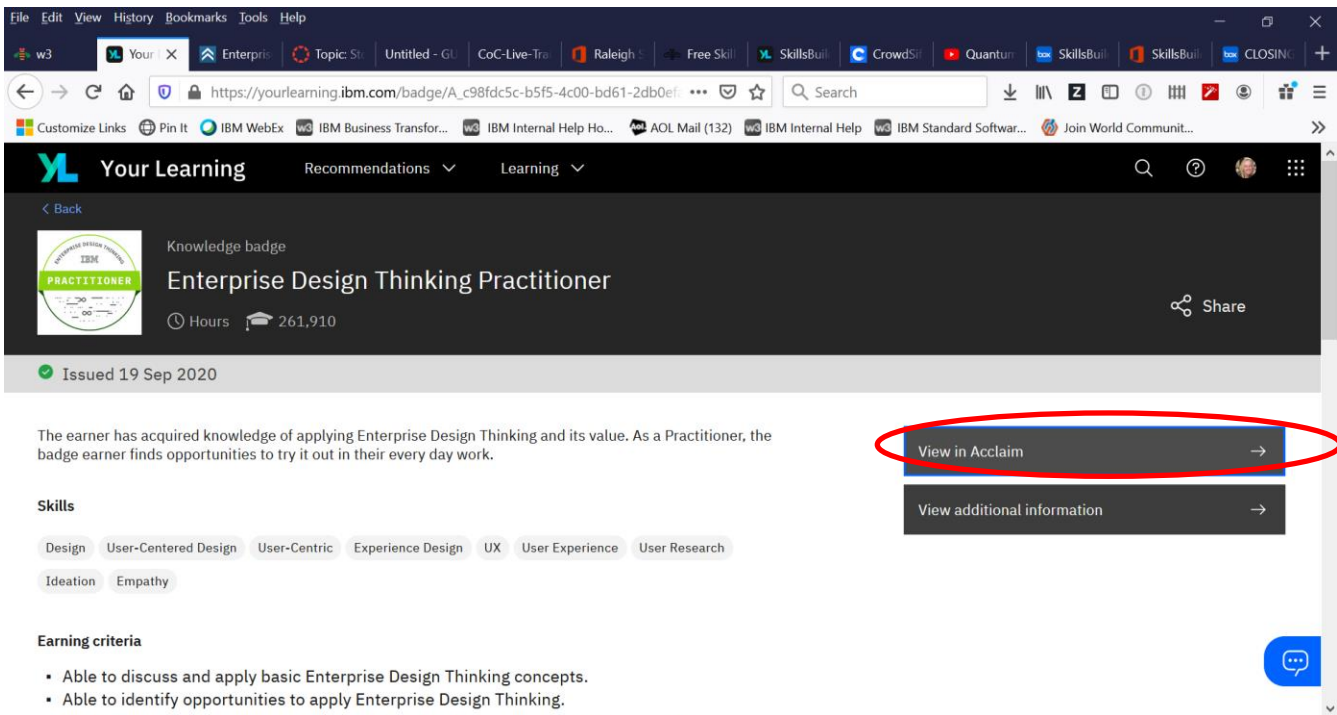 File Edit View History Bookmarks Tools Help
w3 Your Enterpris Topic: Sto Untitled - GU CoC-Live-Trac Raleigh S Free Skill SkillsBuil CrowdSif Quantum SkillsBuil SkillsBuil CLOSING
https://yourlearning.ibm.com/badge/A_c98fdc5c-b5f5-4c00-bd61-2db0ef Search
Customize Links Pin It IBM WebEx IBM Business Transfor... IBM Internal Help Ho... AOL Mail (132) IBM Internal Help IBM Standard Softwar... Join World Communit...
YL Your Learning Recommendations Learning
< Back
ENTERPRISE DESIGN THINKING
IBM
PRACTITIONER
Knowledge badge
Enterprise Design Thinking Practitioner
Hours 261,910
Share
Issued 19 Sep 2020
The earner has acquired knowledge of applying Enterprise Design Thinking and its value. As a Practitioner, the
badge earner finds opportunities to try it out in their every day work.
View in Acclaim
View additional information
Skills
Design User-Centered Design User-Centric Experience Design UX User Experience User Research
Ideation Empathy
Earning criteria
▪ Able to discuss and apply basic Enterprise Design Thinking concepts.
▪ Able to identify opportunities to apply Enterprise Design Thinking.